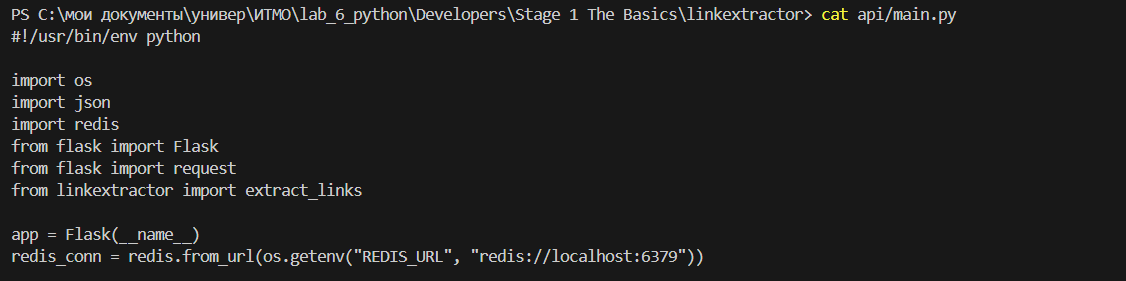 PS C:\мои документы\универ\ИТМО\lab_6_python\Developers\Stage 1 The Basics\linkextractor> cat api/main.py
#!/usr/bin/env python
import os
import json
import redis
from flask import Flask
from flask import request
from linkextractor import extract_links
app = Flask(__name__)
redis_conn = redis.from_url(os.getenv("REDIS_URL", "redis://localhost:6379"))